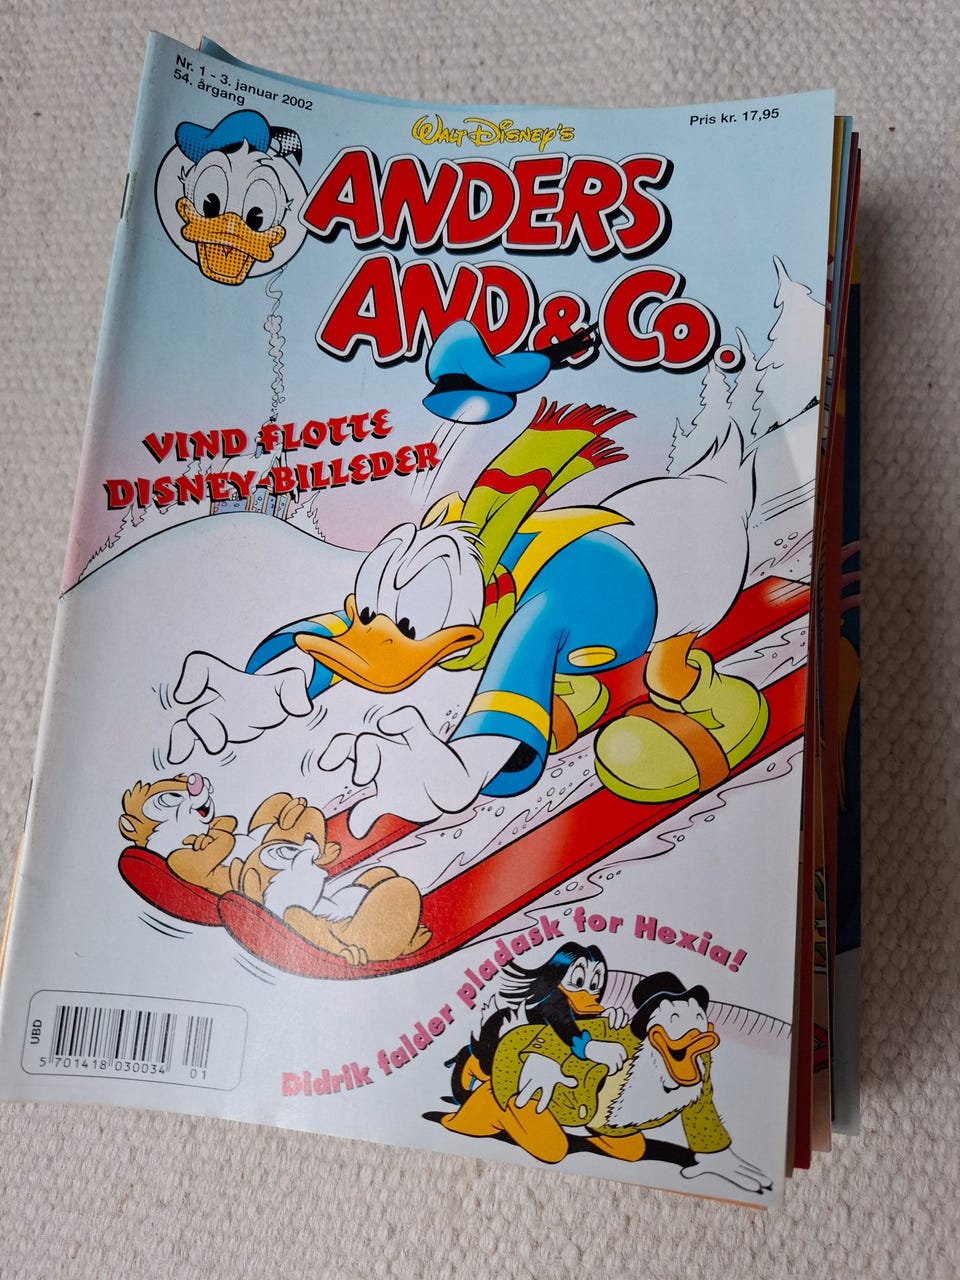 Nr. 1 - 3. januar 2002
54. årgang
Pris kr. 17,95
WALT DISNEY'S
ANDERS
AND & CO.
VIND FLOTTE
DISNEY-BILLEDER
Didrik falder pladask for Hexia!
UBD
5 701418 030034 01